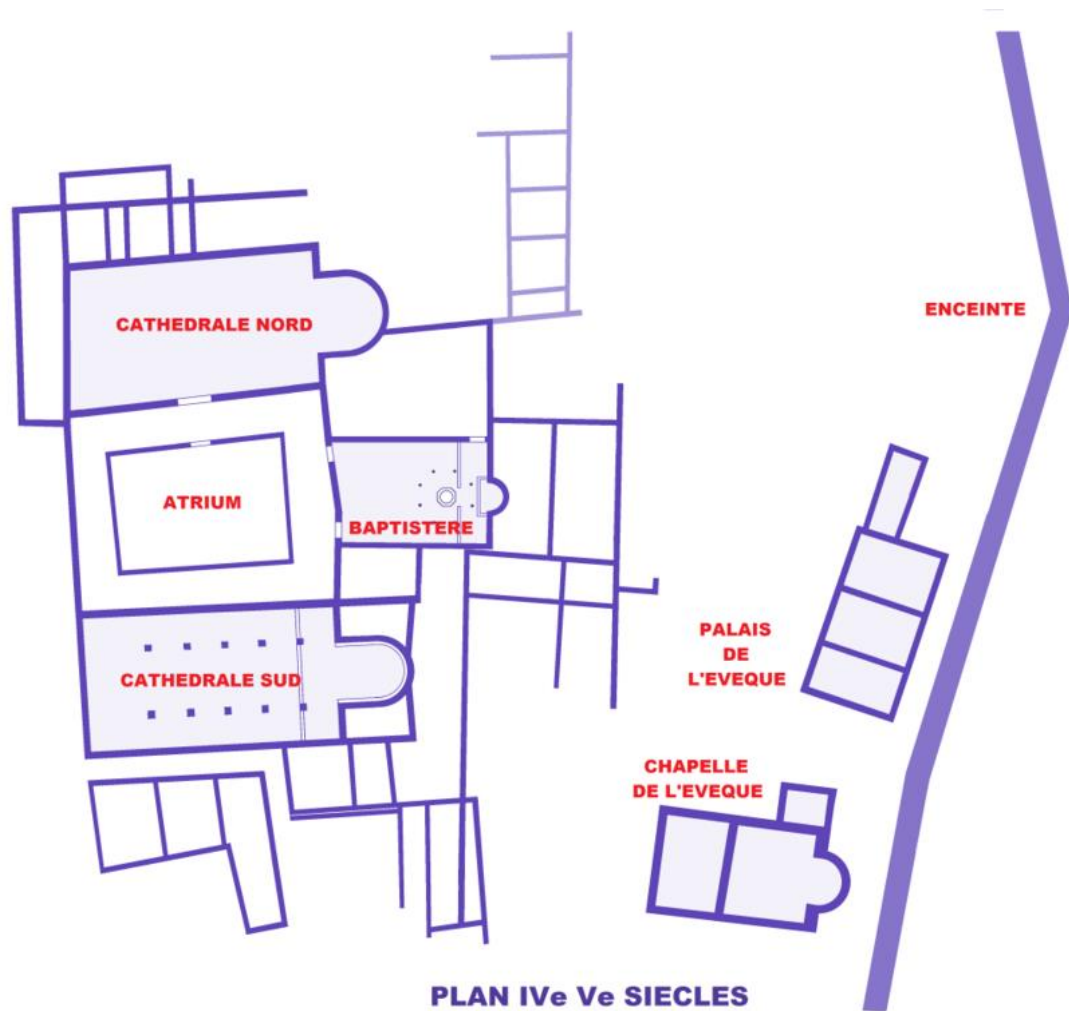 CATHEDRALE NORD
ENCEINTE
ATRIUM
BAPTISTERE
PALAIS
DE
L'EVEQUE
CATHEDRALE SUD
CHAPELLE
DE L'EVEQUE
PLAN IVe Ve SIECLES